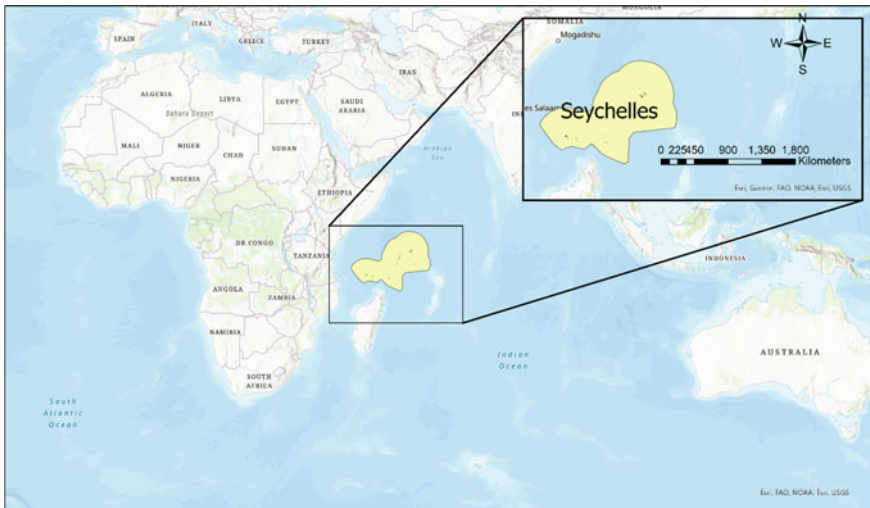 MONGOLIA
ITALY
SPAIN
GREECE
TURKEY
IRAN
ALGERIA
LIBYA
EGYPT
SAUDI
ARABIA
Sahara Desert
MALI
NIGER
CHAD
SUDAN
Arabian
Sea
NIGERIA
ETHIOPIA
DR CONGO
TANZANIA
ANGOLA
ZAMBIA
NAMIBIA
SOUTH
AFRICA
South
Atlantic
Ocean
Indian
Ocean
INDONESIA
AUSTRALIA
SOMALIA
Mogadishu
es Salaam
Seychelles
N
W
E
S
0 225 450 900 1,350 1,800
Kilometers
Esri, Garmin, FAO, NOAA, Esri, USGS
Esri, FAO, NOAA, Esri, USGS